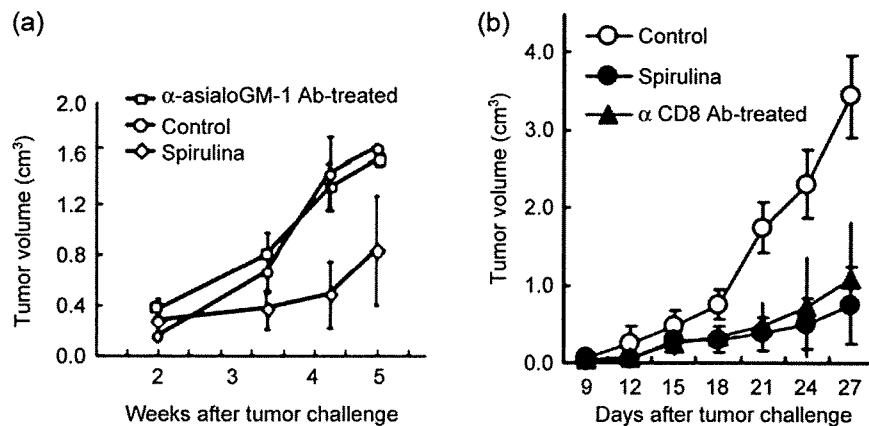 (a)
α-asialoGM-1 Ab-treated
Control
Spirulina
Tumor volume (cm³)
2.0
1.6
1.2
0.8
0.4
0.0
2 3 4 5
Weeks after tumor challenge
(b)
Control
Spirulina
α CD8 Ab-treated
Tumor volume (cm³)
4.0
3.0
2.0
1.0
0.0
9 12 15 18 21 24 27
Days after tumor challenge